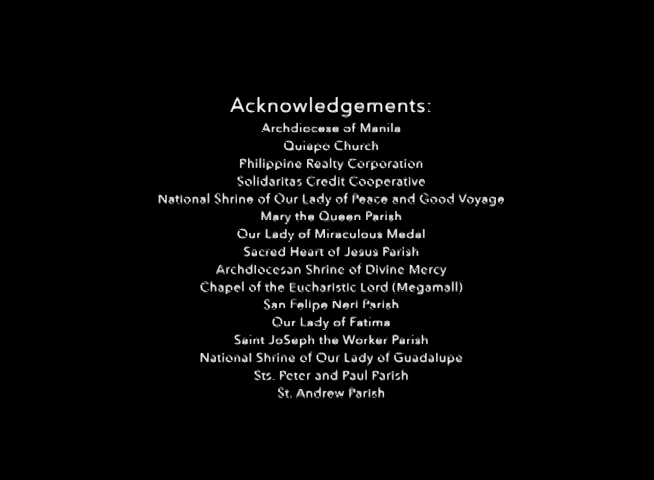 Acknowledgements:
Archdiocese of Manila
Quiapo Church
Philippine Realty Corporation
Solidaritas Credit Cooperative
National Shrine of Our Lady of Peace and Good Voyage
Mary the Queen Parish
Our Lady of Miraculous Medal
Sacred Heart of Jesus Parish
Archdiocesan Shrine of Divine Mercy
Chapel of the Eucharistic Lord (Megamall)
San Felipe Neri Parish
Our Lady of Fatima
Saint JoSeph the Worker Parish
National Shrine of Our Lady of Guadalupe
Sts. Peter and Paul Parish
St. Andrew Parish